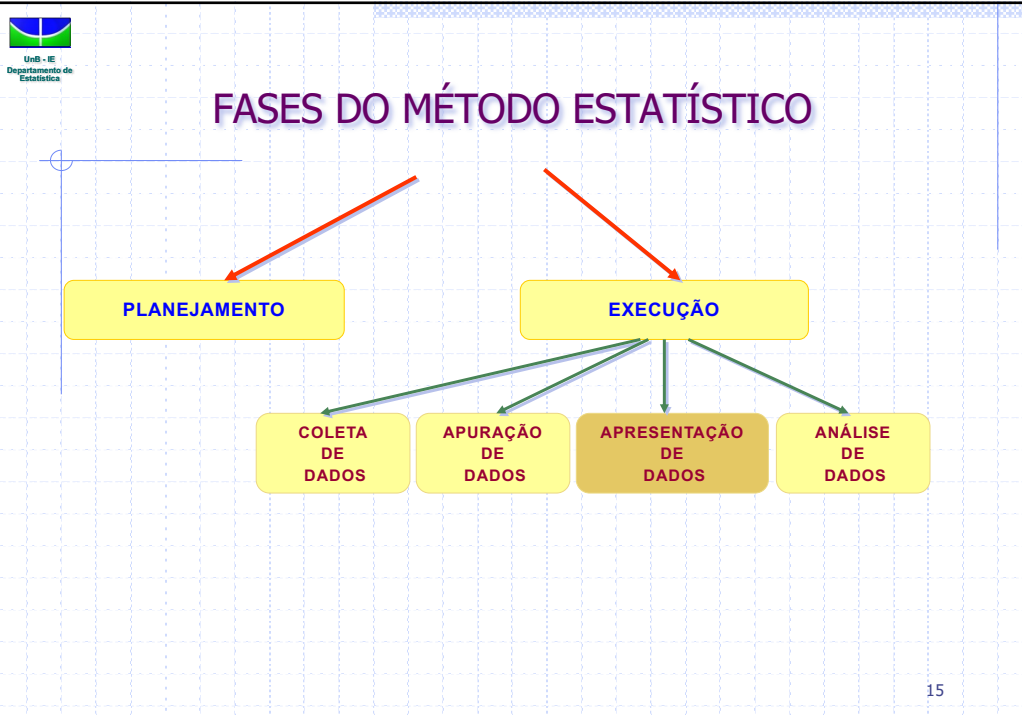 UnB - IE
Departamento de
Estatística
FASES DO MÉTODO ESTATÍSTICO
PLANEJAMENTO
EXECUÇÃO
COLETA
DE
DADOS
APURAÇÃO
DE
DADOS
APRESENTAÇÃO
DE
DADOS
ANÁLISE
DE
DADOS
15